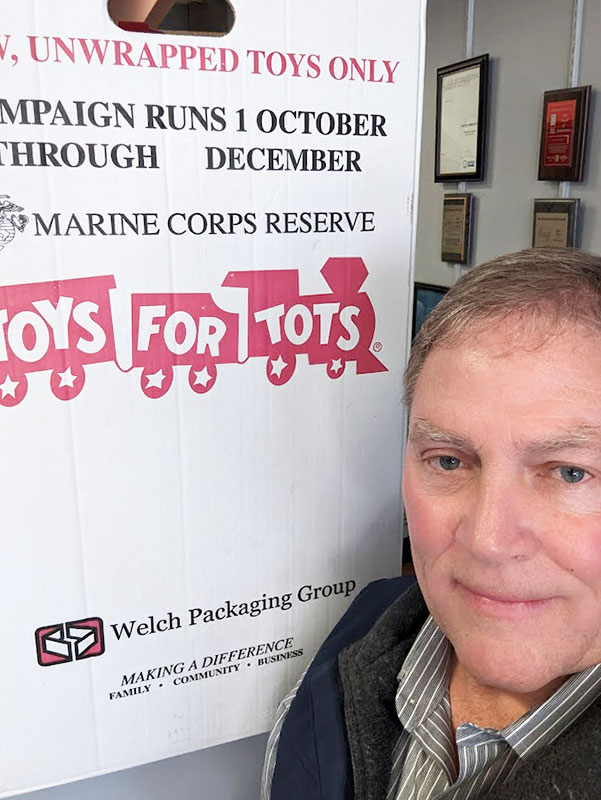 , UNWRAPPED TOYS ONLY
MPAIGN RUNS 1 OCTOBER
THROUGH DECEMBER
MARINE CORPS RESERVE
TOYS FOR TOTS ®
Welch Packaging Group
MAKING A DIFFERENCE
FAMILY • COMMUNITY • BUSINESS